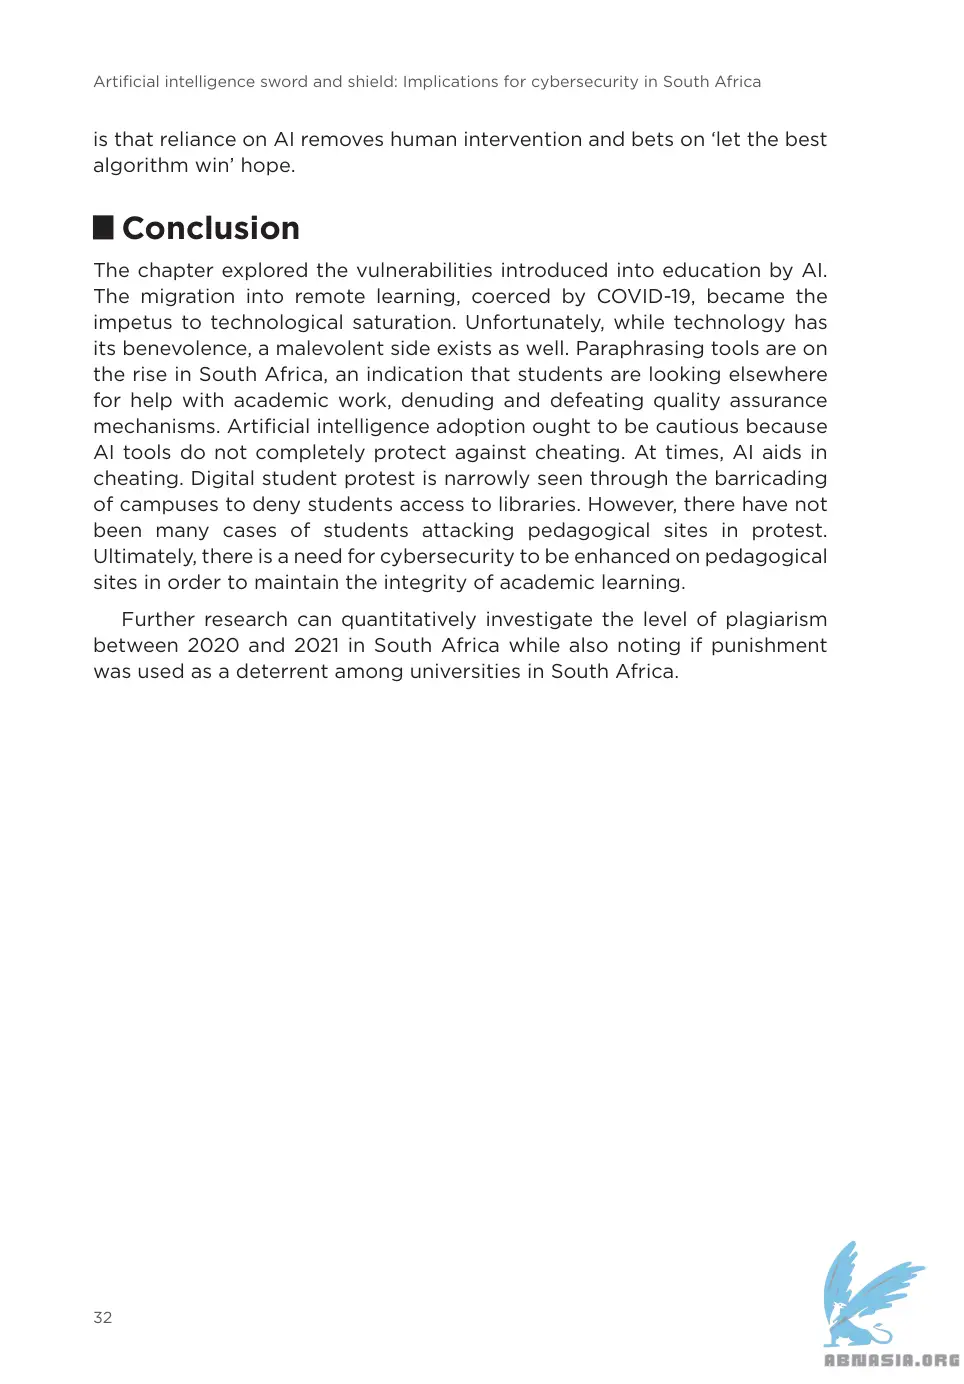 Artificial intelligence sword and shield: Implications for cybersecurity in South Africa
is that reliance on AI removes human intervention and bets on ‘let the best
algorithm win’ hope.
Conclusion
The chapter explored the vulnerabilities introduced into education by AI.
The migration into remote learning, coerced by COVID-19, became the
impetus to technological saturation. Unfortunately, while technology has
its benevolence, a malevolent side exists as well. Paraphrasing tools are on
the rise in South Africa, an indication that students are looking elsewhere
for help with academic work, denuding and defeating quality assurance
mechanisms. Artificial intelligence adoption ought to be cautious because
AI tools do not completely protect against cheating. At times, AI aids in
cheating. Digital student protest is narrowly seen through the barricading
of campuses to deny students access to libraries. However, there have not
been many cases of students attacking pedagogical sites in protest.
Ultimately, there is a need for cybersecurity to be enhanced on pedagogical
sites in order to maintain the integrity of academic learning.
Further research can quantitatively investigate the level of plagiarism
between 2020 and 2021 in South Africa while also noting if punishment
was used as a deterrent among universities in South Africa.
32
ABNASIA.ORG